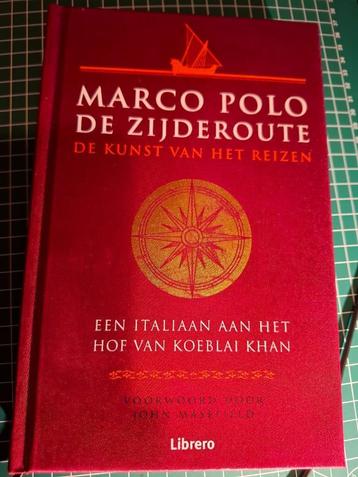 MARCO POLO
DE ZIJDEROUTE
DE KUNST VAN HET REIZEN
EEN ITALIAAN AAN HET
HOF VAN KOEBLAI KHAN
VOORWOORD DOOR
JOHN MASEFIELD
Librero